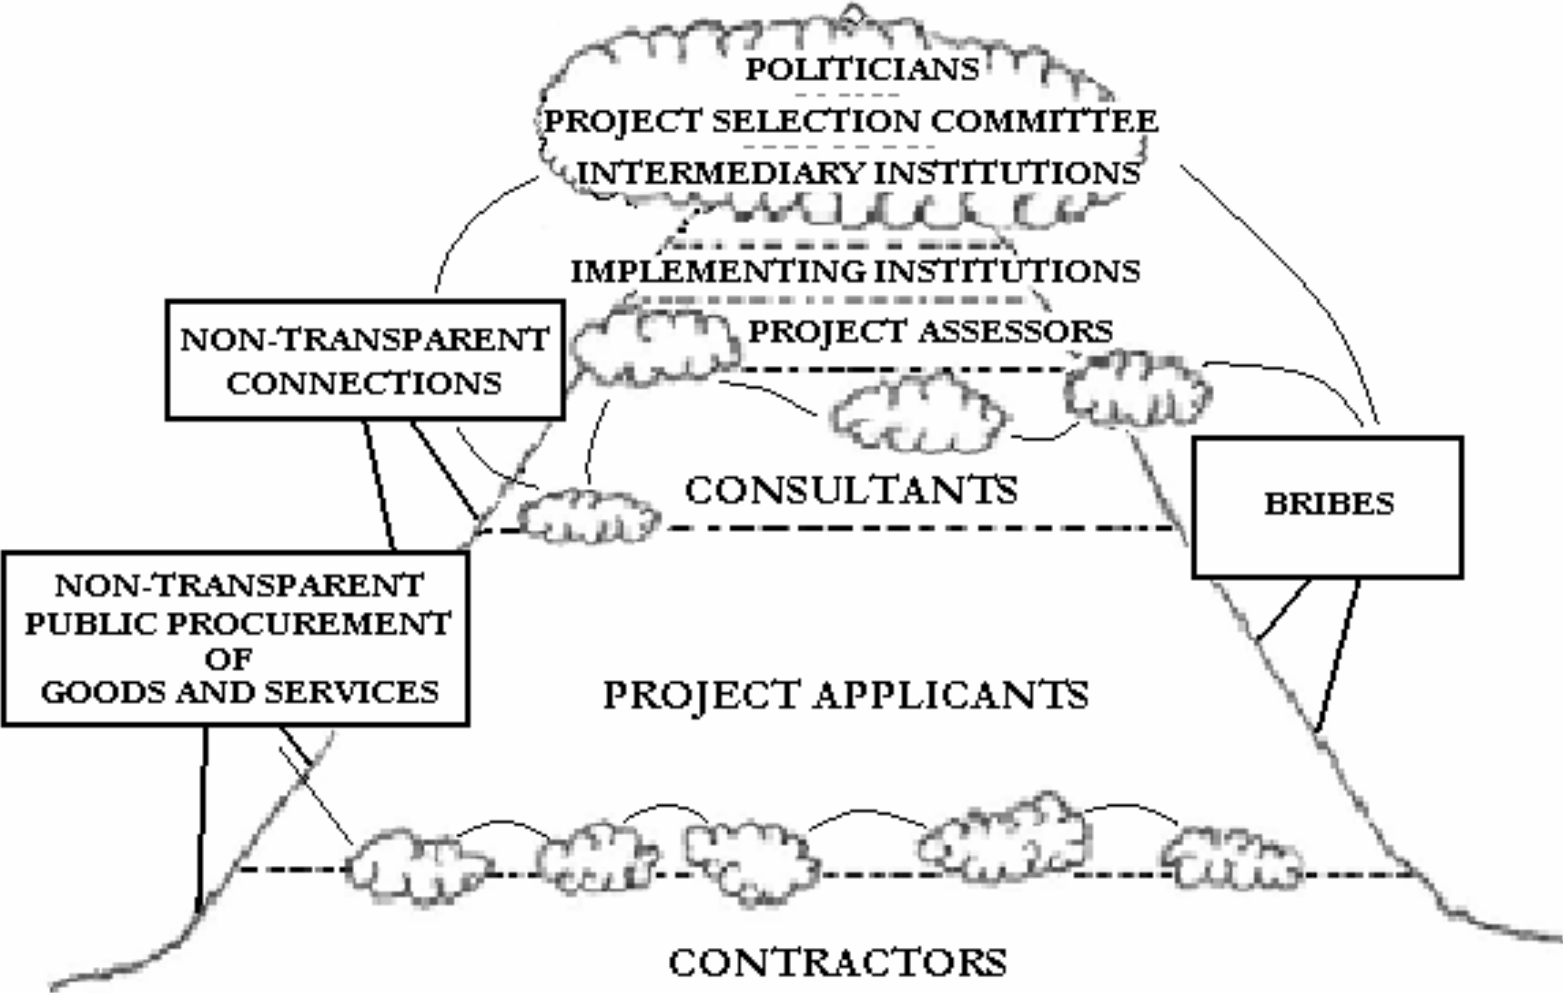 POLITICIANS
PROJECT SELECTION COMMITTEE
INTERMEDIARY INSTITUTIONS
IMPLEMENTING INSTITUTIONS
PROJECT ASSESSORS
NON-TRANSPARENT
CONNECTIONS
CONSULTANTS
BRIBES
NON-TRANSPARENT
PUBLIC PROCUREMENT
OF
GOODS AND SERVICES
PROJECT APPLICANTS
CONTRACTORS